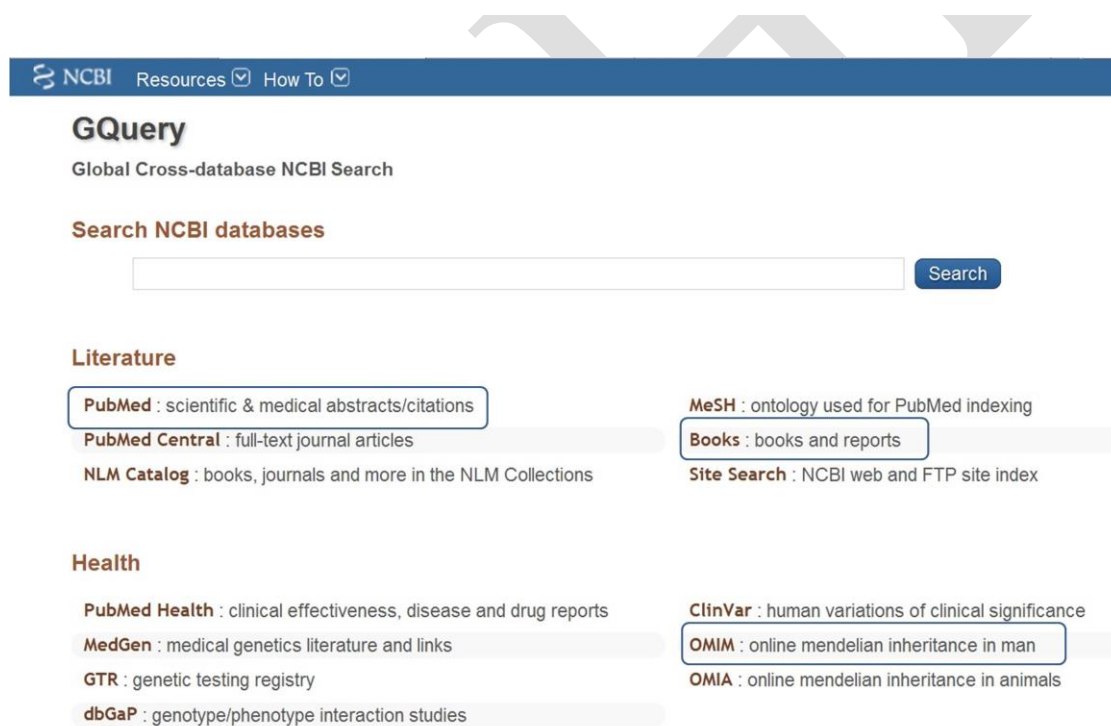 NCBI Resources How To
GQuery
Global Cross-database NCBI Search
Search NCBI databases
Search
Literature
PubMed : scientific & medical abstracts/citations
PubMed Central : full-text journal articles
NLM Catalog : books, journals and more in the NLM Collections
MeSH : ontology used for PubMed indexing
Books : books and reports
Site Search : NCBI web and FTP site index
Health
PubMed Health : clinical effectiveness, disease and drug reports
MedGen : medical genetics literature and links
GTR : genetic testing registry
dbGaP : genotype/phenotype interaction studies
ClinVar : human variations of clinical significance
OMIM : online mendelian inheritance in man
OMIA : online mendelian inheritance in animals